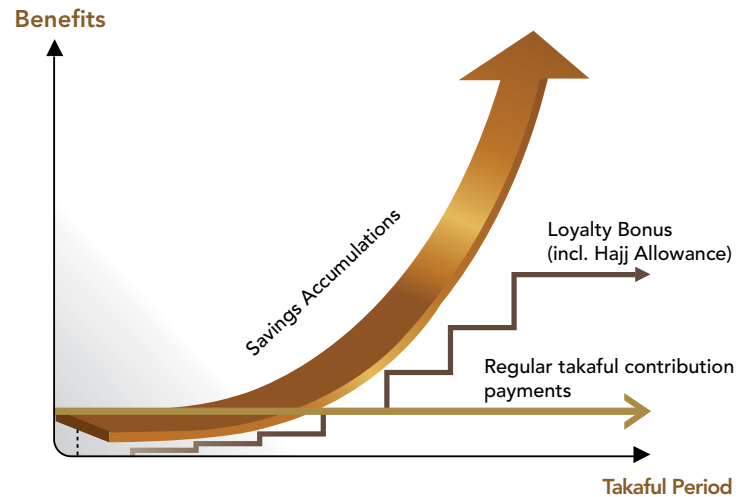 Benefits
Savings Accumulations
Loyalty Bonus
(incl. Hajj Allowance)
Regular takaful contribution
payments
Takaful Period